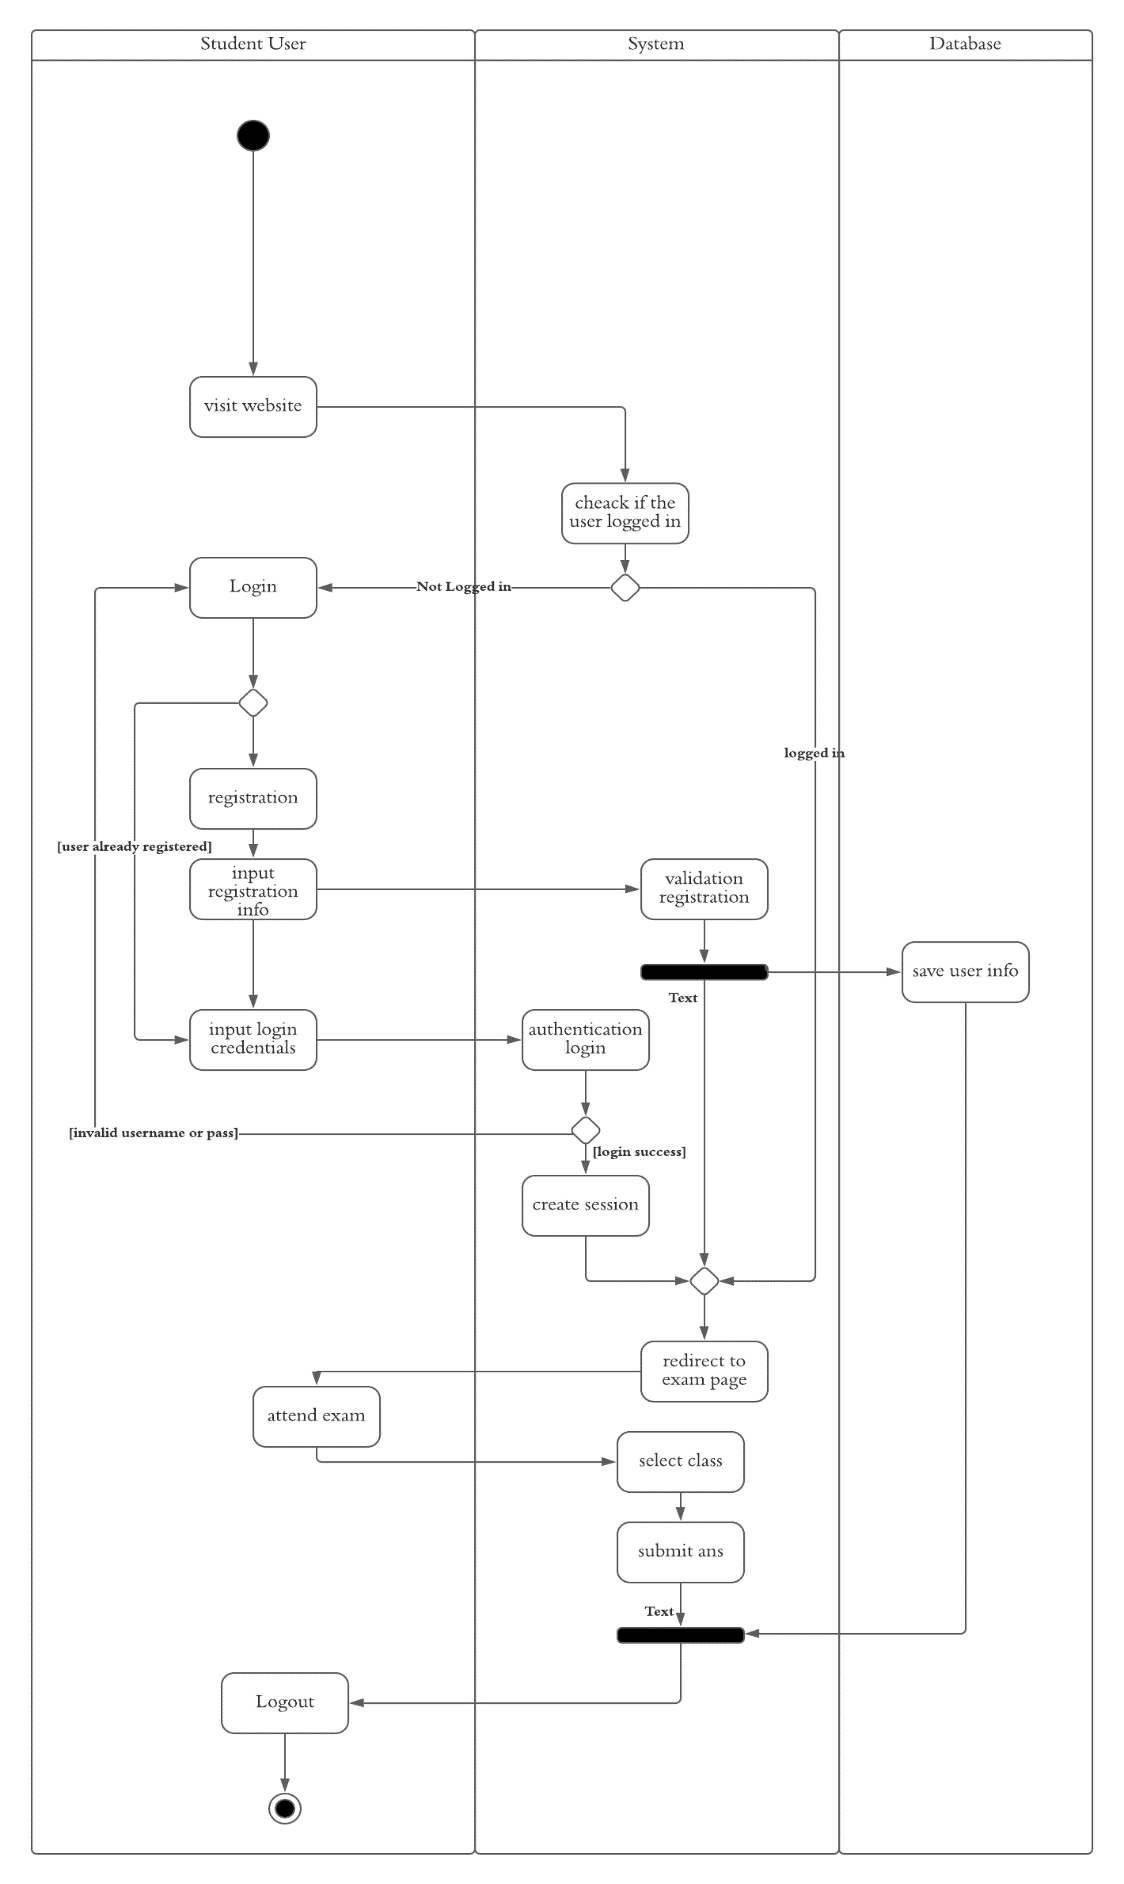 Student User
System
Database
visit website
cheack if the
user logged in
Login
Not Logged in
logged in
registration
[user already registered]
input
registration
info
validation
registration
save user info
Text
input login
credentials
authentication
login
[invalid username or pass]
[login success]
create session
redirect to
exam page
attend exam
select class
submit ans
Text
Logout